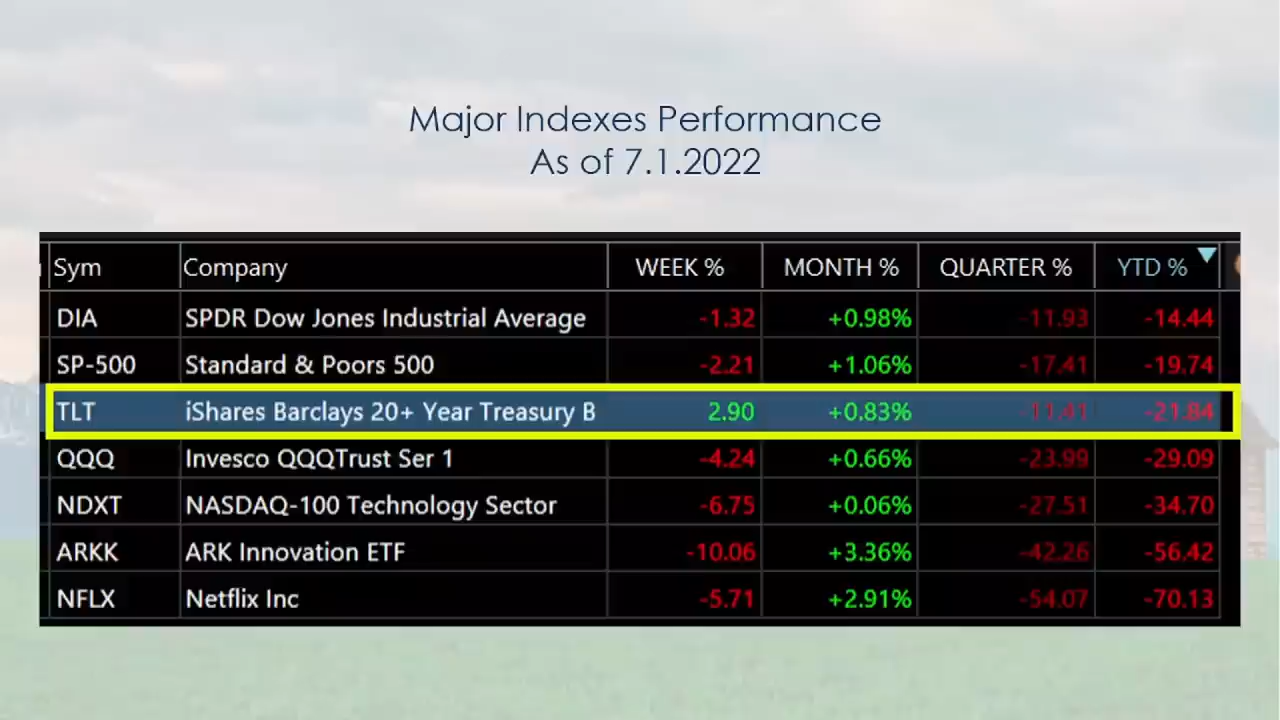 Major Indexes Performance
As of 7.1.2022
Sym Company WEEK % MONTH % QUARTER % YTD %
DIA SPDR Dow Jones Industrial Average -1.32 +0.98% -11.93 -14.44
SP-500 Standard & Poors 500 -2.21 +1.06% -17.41 -19.74
TLT iShares Barclays 20+ Year Treasury B 2.90 +0.83% -11.41 -21.84
QQQ Invesco QQQTrust Ser 1 -4.24 +0.66% -23.99 -29.09
NDXT NASDAQ-100 Technology Sector -6.75 +0.06% -27.51 -34.70
ARKK ARK Innovation ETF -10.06 +3.36% -42.26 -56.42
NFLX Netflix Inc -5.71 +2.91% -54.07 -70.13